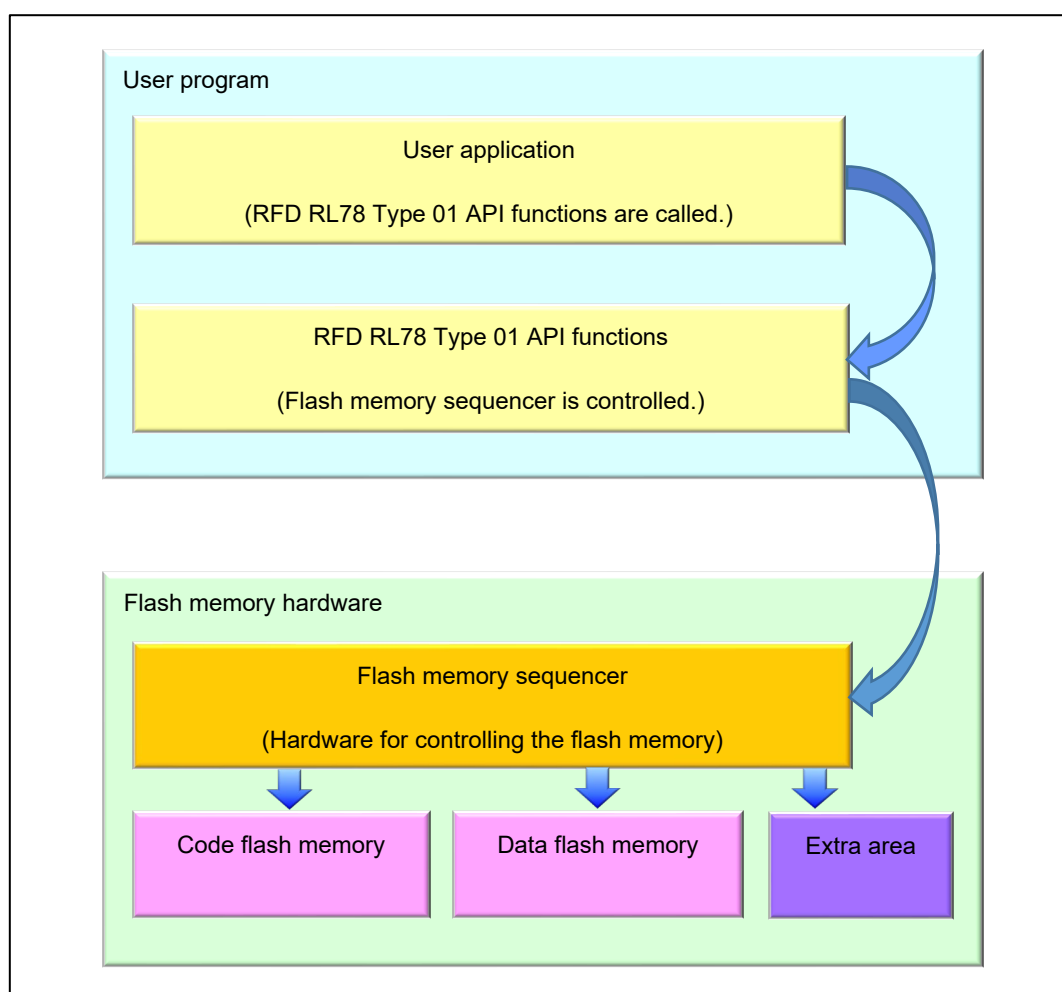 User program
User application
(RFD RL78 Type 01 API functions are called.)
RFD RL78 Type 01 API functions
(Flash memory sequencer is controlled.)
Flash memory hardware
Flash memory sequencer
(Hardware for controlling the flash memory)
Code flash memory
Data flash memory
Extra area